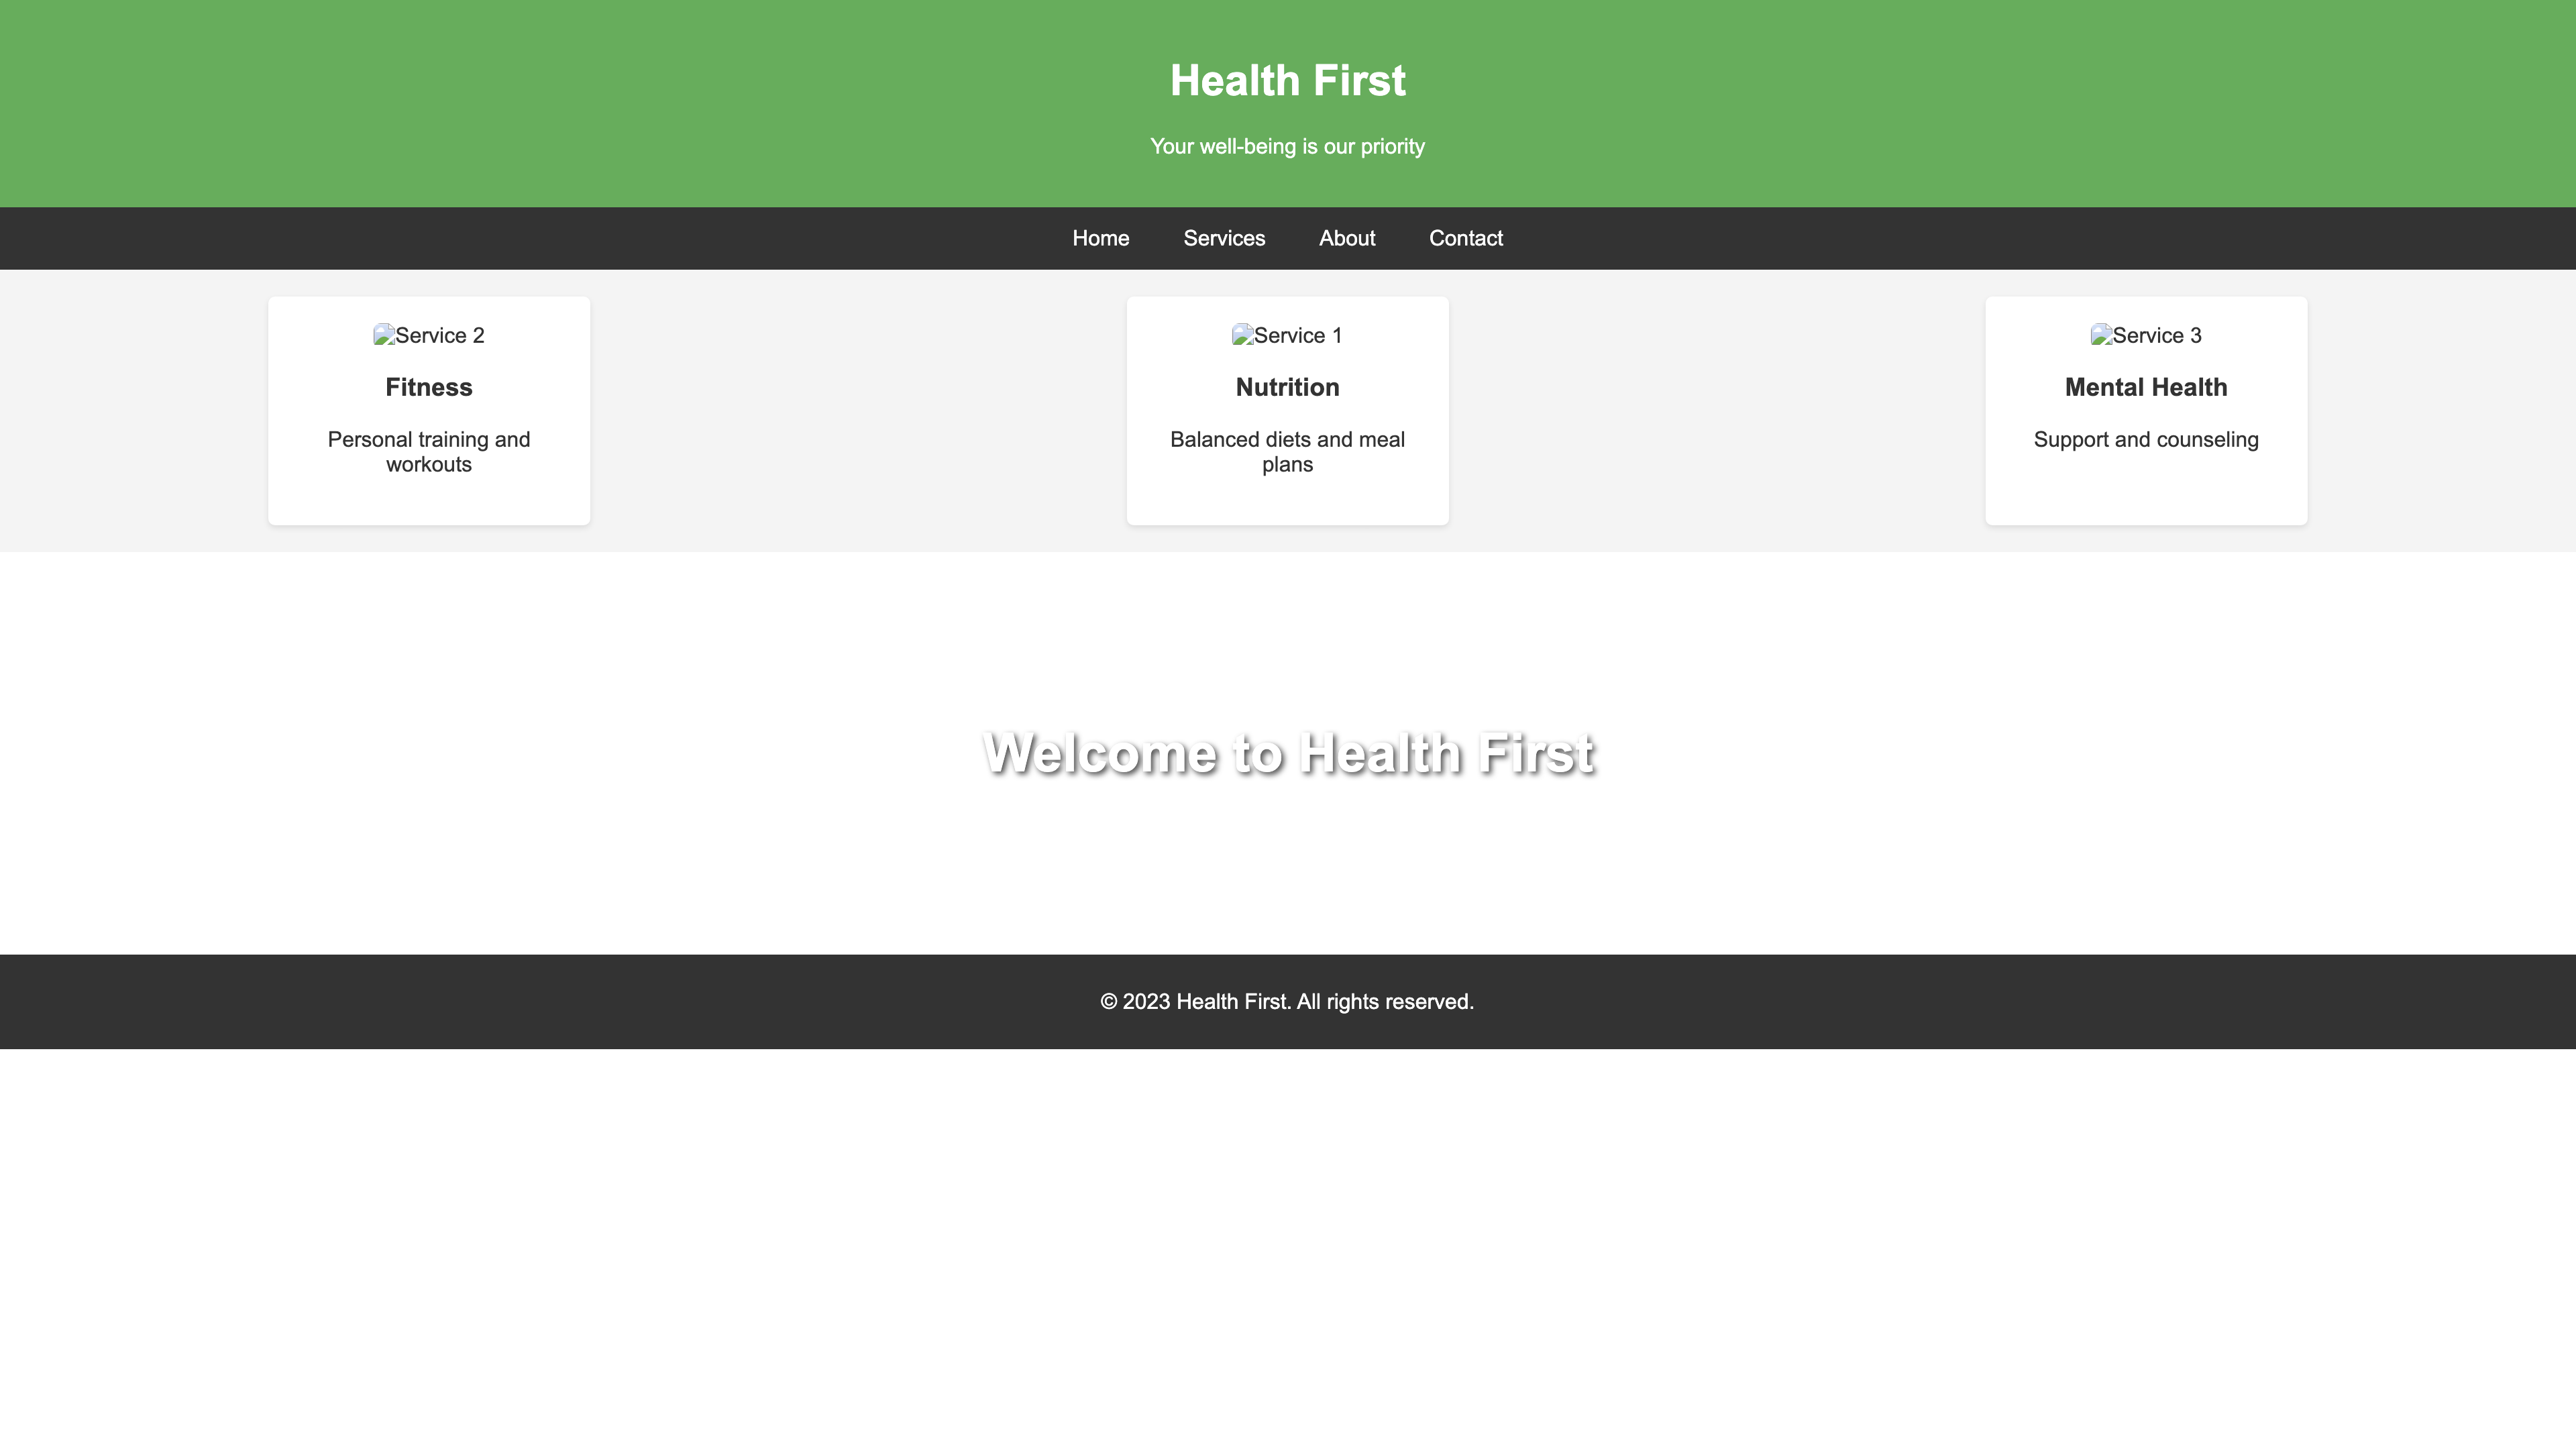 Health First
Your well-being is our priority
Home Services About Contact
Service 2
Fitness
Personal training and
workouts
Service 1
Nutrition
Balanced diets and meal
plans
Service 3
Mental Health
Support and counseling
Welcome to Health First
© 2023 Health First. All rights reserved.